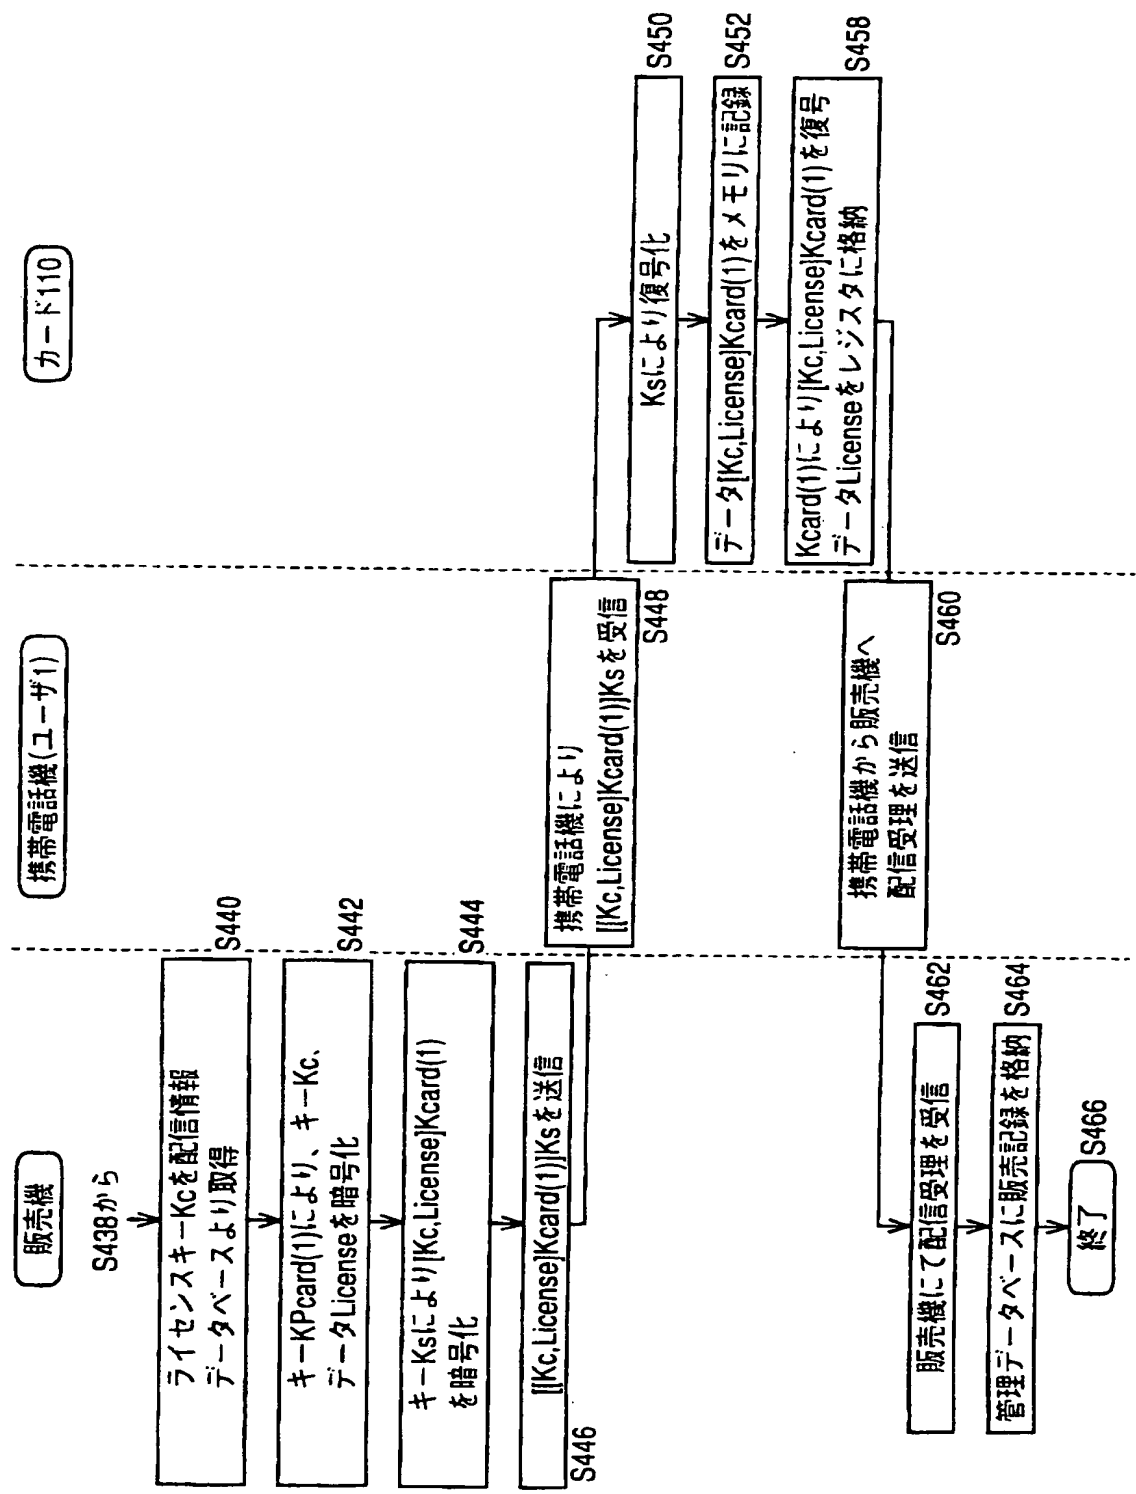 販売機
携帯電話機(ユーザ1)
カード110
S438から
ライセンスキーKcを配信情報
データベースより取得
S440
キーKPcard(1)により、キーKc、
データLicenseを暗号化
S442
キーKsにより[Kc,License]Kcard(1)
を暗号化
S444
[[Kc,License]Kcard(1)]Ksを送信
S446
携帯電話機により
[[Kc,License]Kcard(1)]Ksを受信
S448
Ksにより復号化
S450
データ[Kc,License]Kcard(1)をメモリに記録
S452
Kcard(1)により[Kc,License]Kcard(1)を復号
データLicenseをレジスタに格納
S458
携帯電話機から販売機へ
配信受理を送信
S460
販売機にて配信受理を受信
S462
管理データベースに販売記録を格納
S464
終了
S466